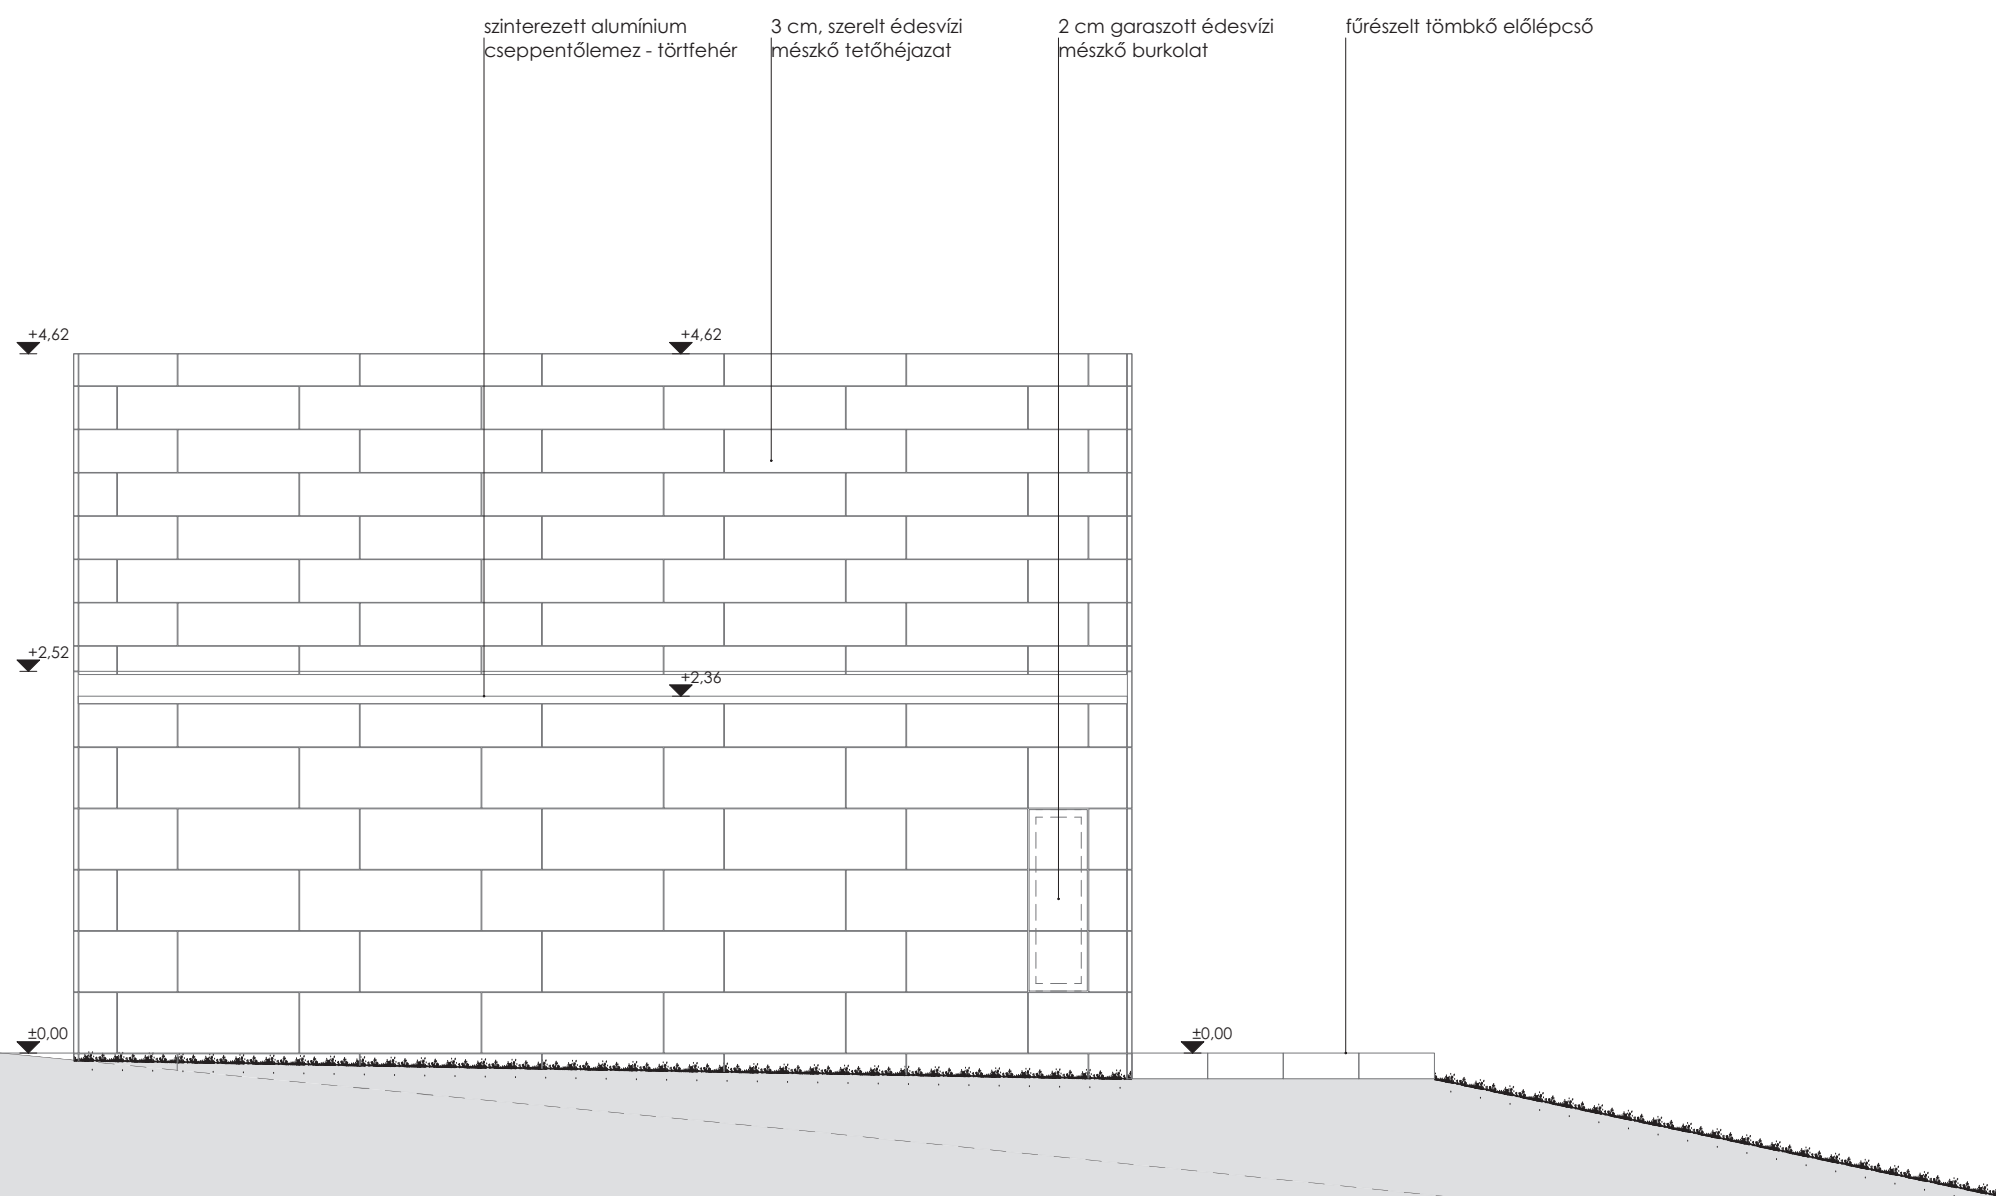 szinterezett alumínium
cseppentőlemez - törtfehér
3 cm, szerelt édesvízi
mészkő tetőhéjazat
2 cm garaszott édesvízi
mészkő burkolat
fűrészelt tömbkő előlépcső
+4,62
+4,62
+2,52
+2,36
±0,00
±0,00